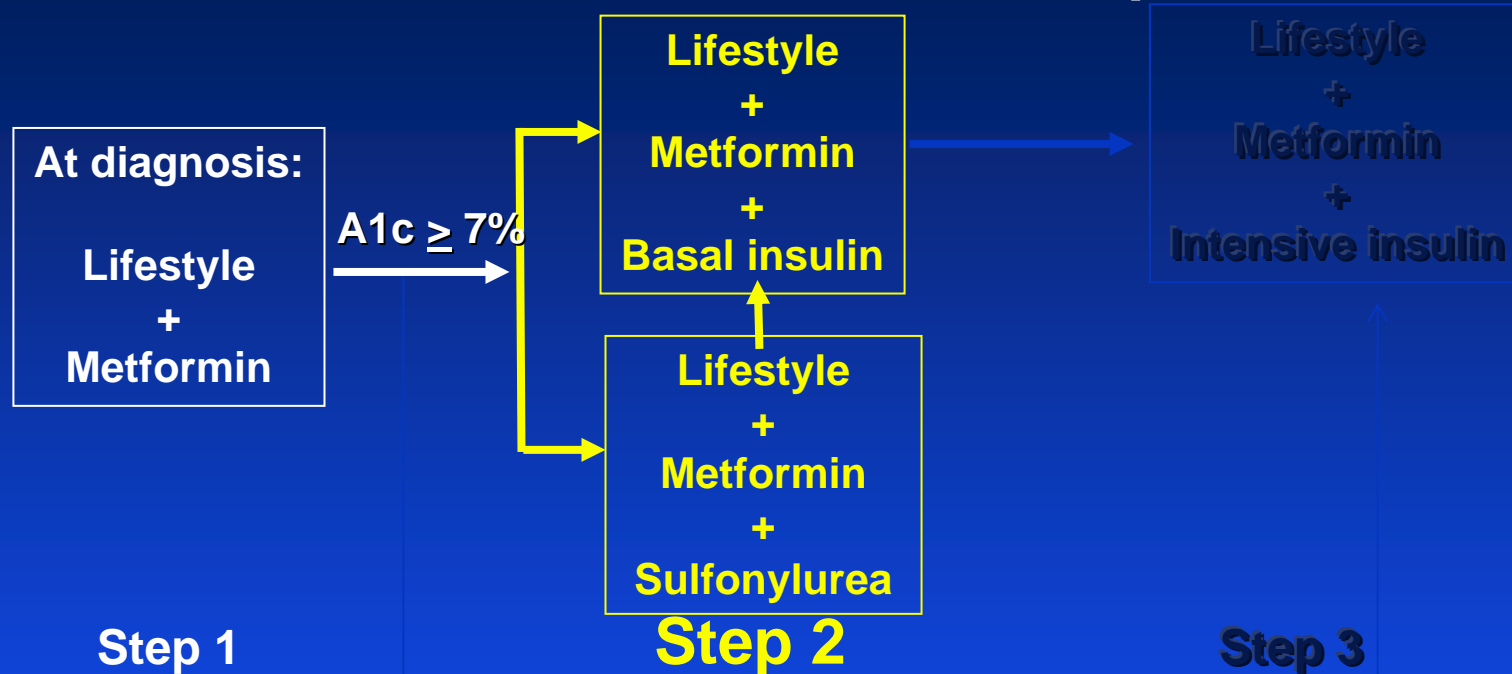 At diagnosis:
Lifestyle
+
Metformin
A1c ≥ 7%
Lifestyle
+
Metformin
+
Basal insulin
Lifestyle
+
Metformin
+
Sulfonylurea
Lifestyle
+
Metformin
+
Intensive insulin
Step 1
Step 2
Step 3